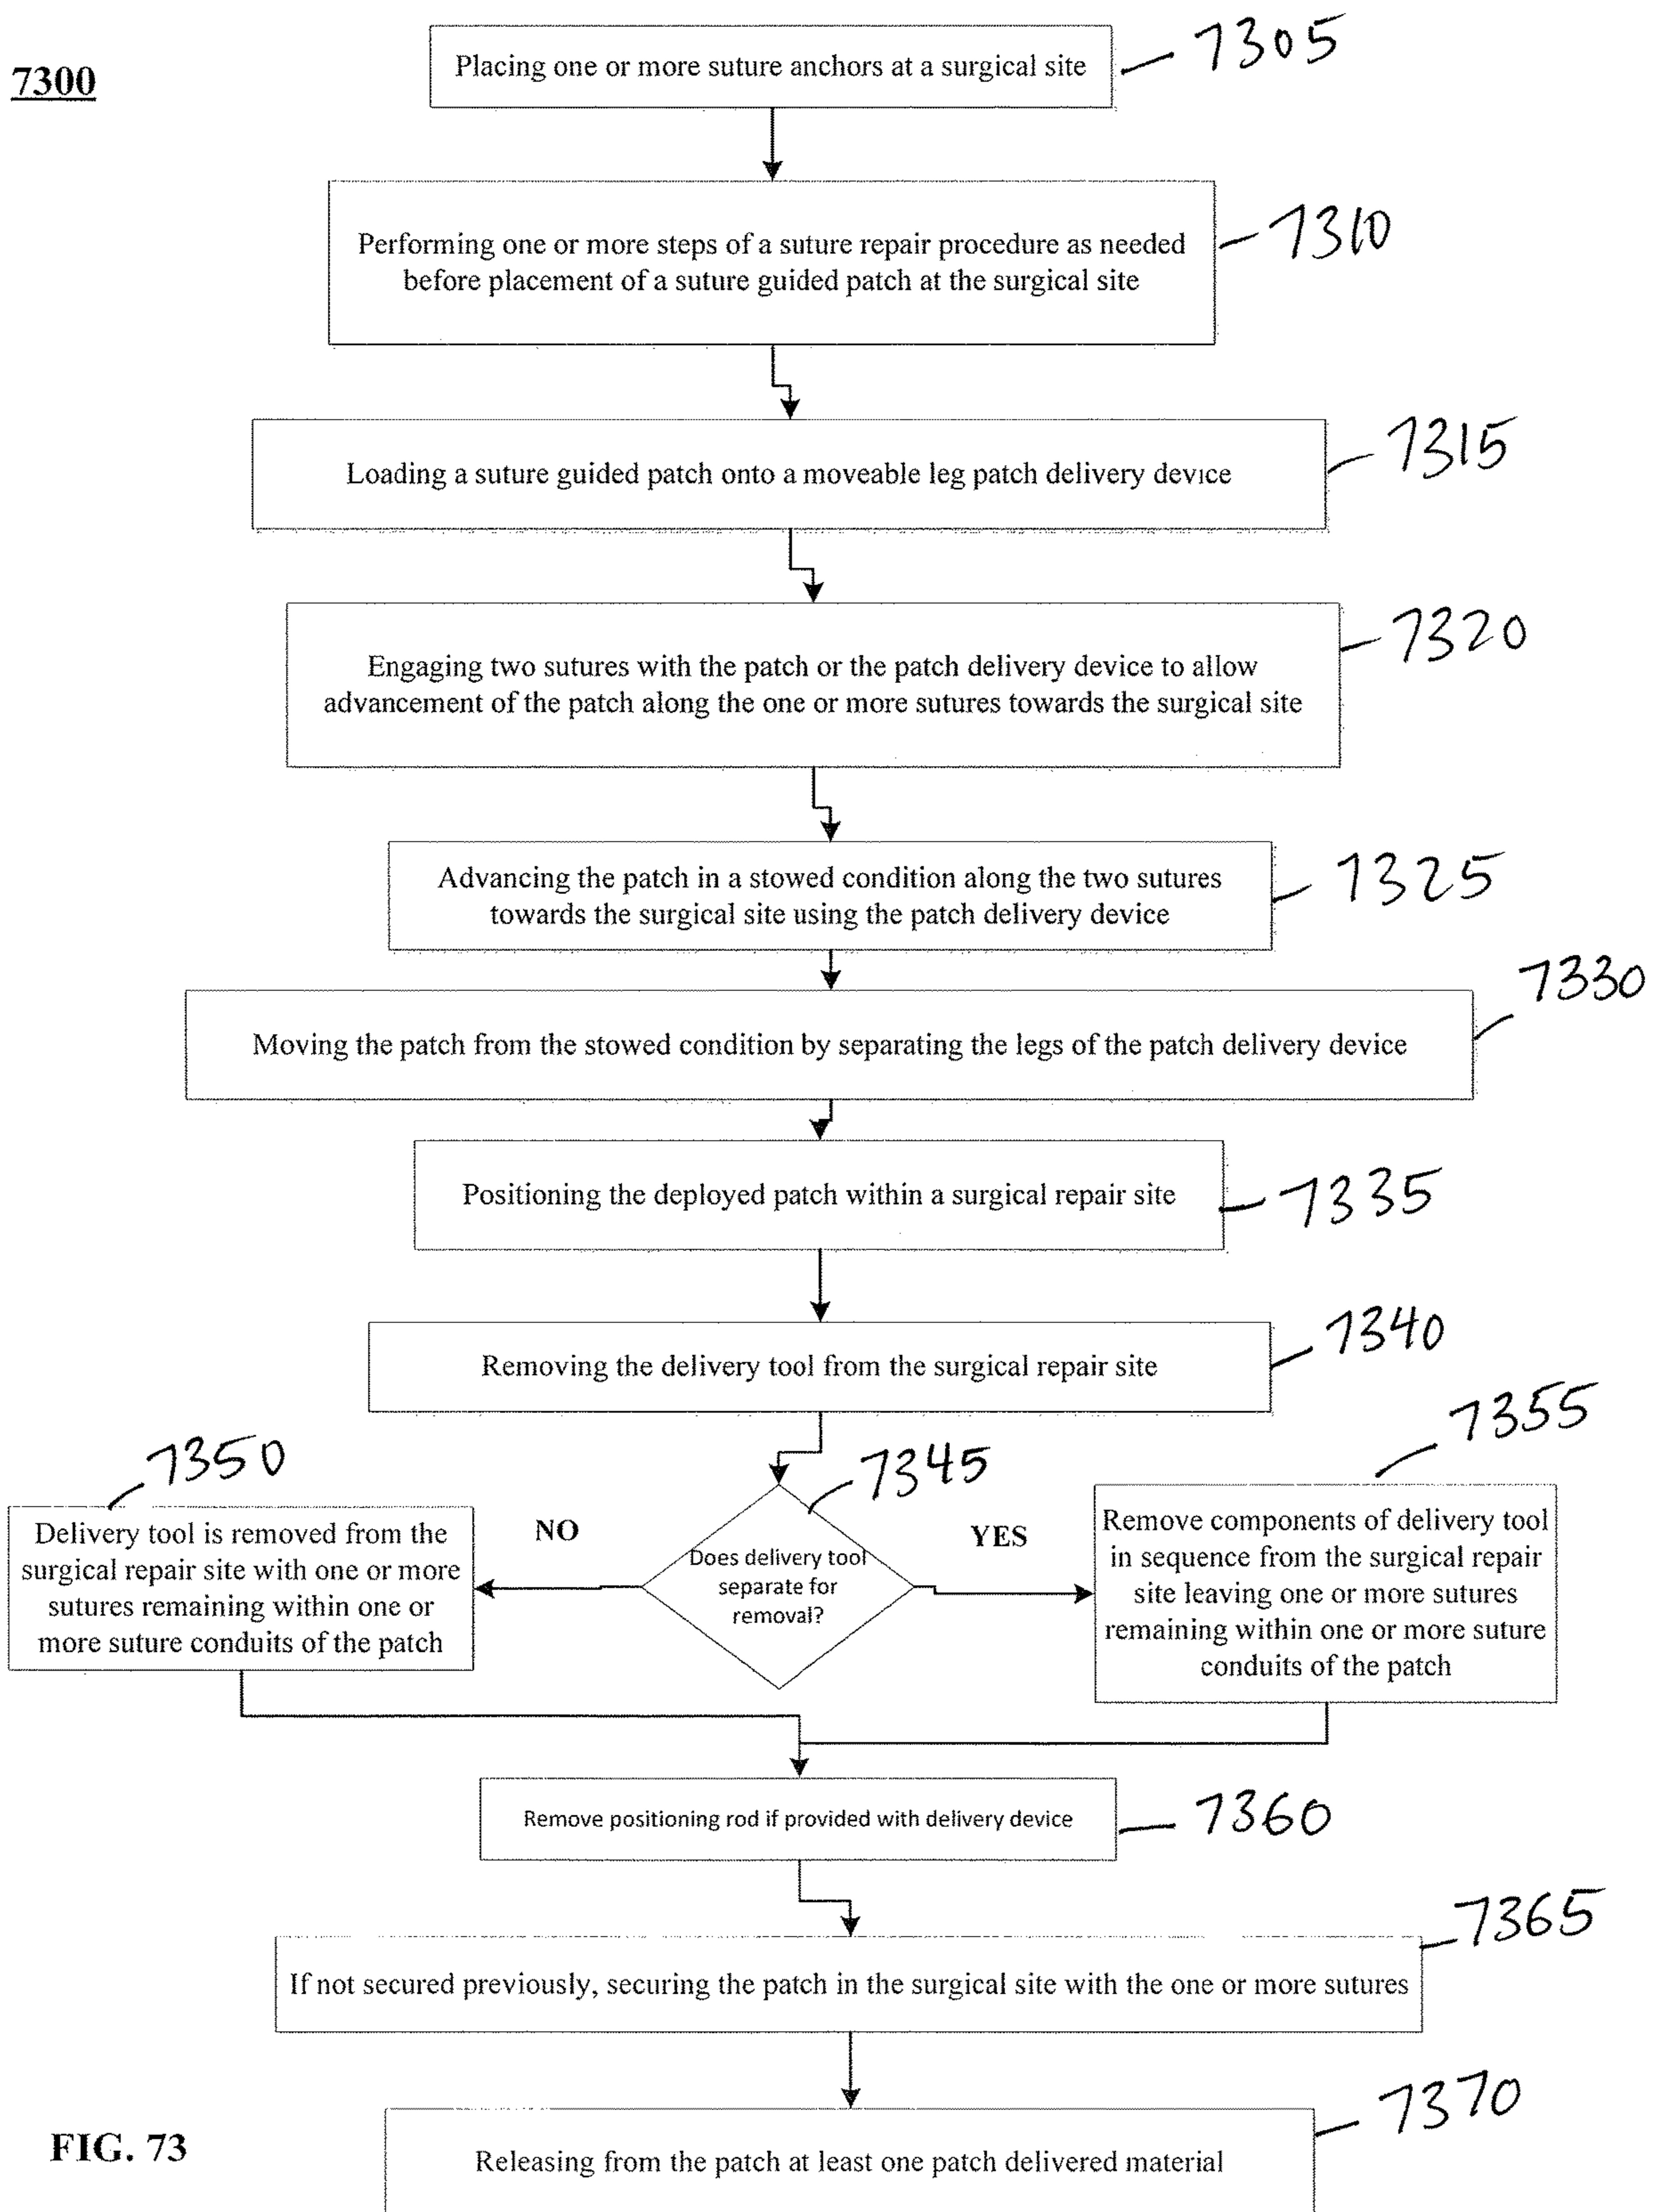 7300
Placing one or more suture anchors at a surgical site
7305
Performing one or more steps of a suture repair procedure as needed
before placement of a suture guided patch at the surgical site
7310
Loading a suture guided patch onto a moveable leg patch delivery device
7315
Engaging two sutures with the patch or the patch delivery device to allow
advancement of the patch along the one or more sutures towards the surgical site
7320
Advancing the patch in a stowed condition along the two sutures
towards the surgical site using the patch delivery device
7325
Moving the patch from the stowed condition by separating the legs of the patch delivery device
7330
Positioning the deployed patch within a surgical repair site
7335
Removing the delivery tool from the surgical repair site
7340
7350
Delivery tool is removed from the
surgical repair site with one or more
sutures remaining within one or
more suture conduits of the patch
NO
7345
Does delivery tool
separate for
removal?
YES
7355
Remove components of delivery tool
in sequence from the surgical repair
site leaving one or more sutures
remaining within one or more suture
conduits of the patch
Remove positioning rod if provided with delivery device
7360
If not secured previously, securing the patch in the surgical site with the one or more sutures
7365
Releasing from the patch at least one patch delivered material
7370
FIG. 73